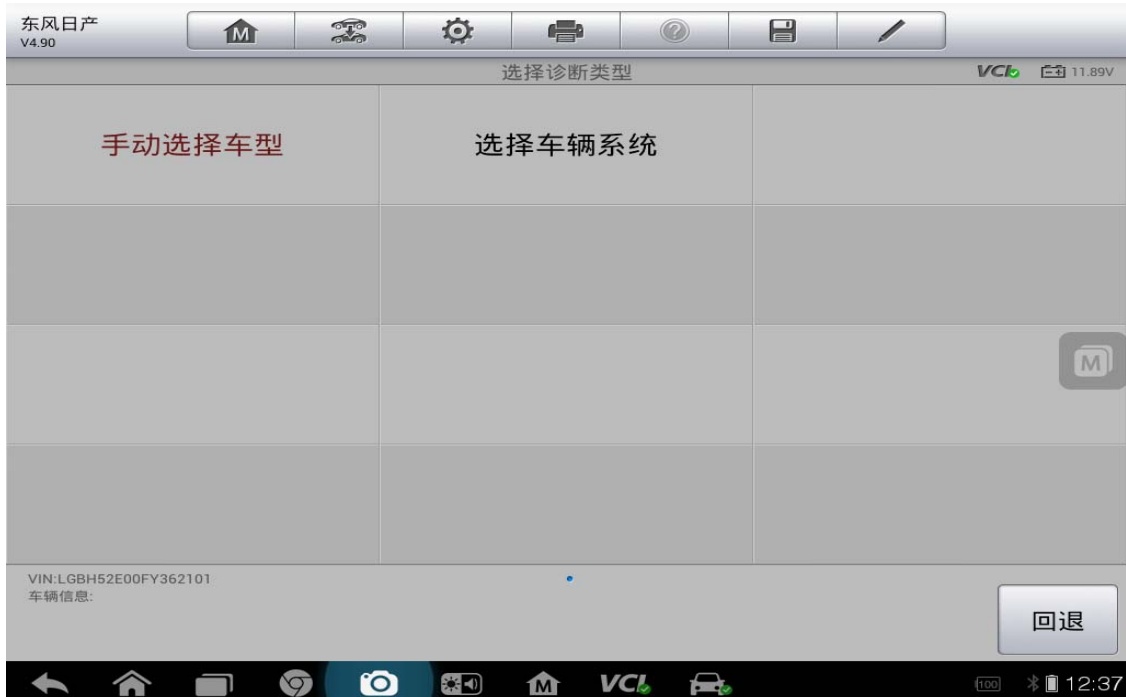 东风日产
V4.90
M
选择诊断类型
VCI
11.89V
手动选择车型
选择车辆系统
M
VIN:LGBH52E00FY362101
车辆信息:
回退
M
VCI
100
12:37